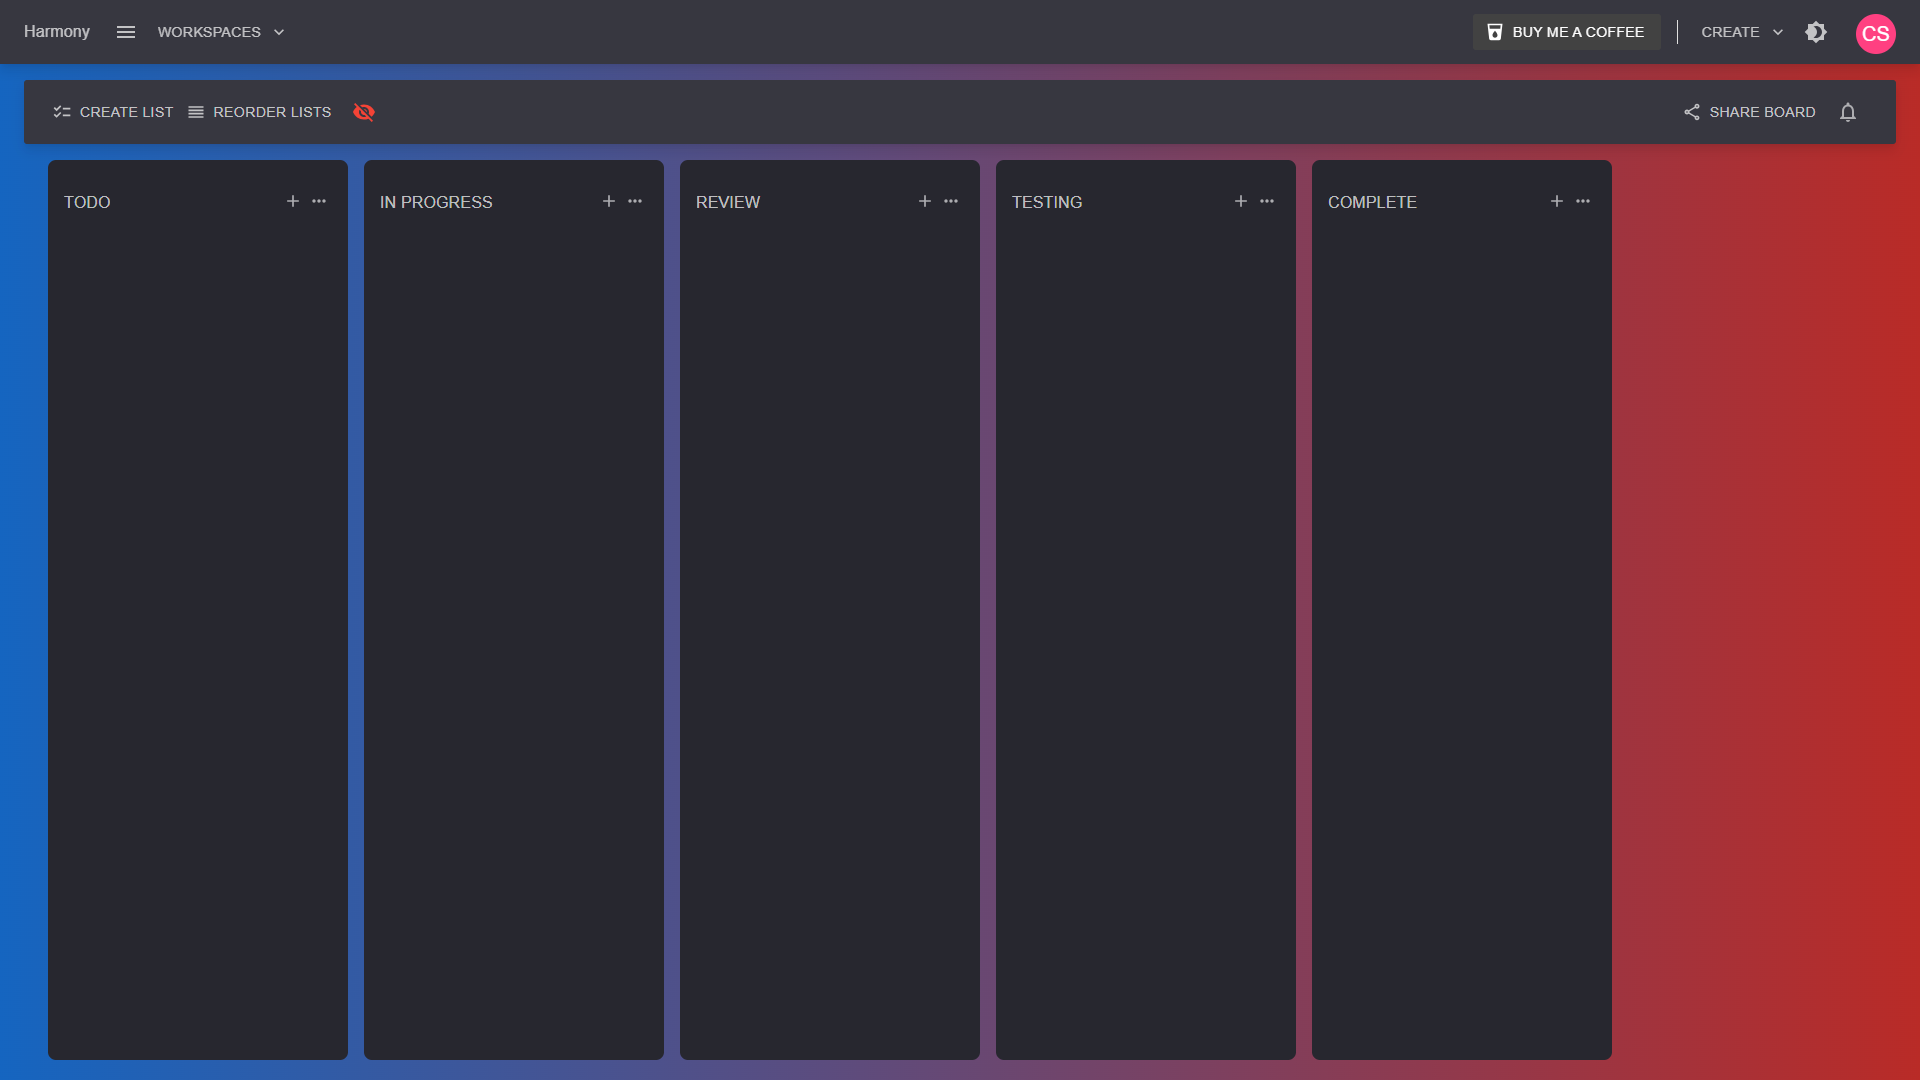 Harmony
WORKSPACES
BUY ME A COFFEE
CREATE
CS
CREATE LIST
REORDER LISTS
SHARE BOARD
TODO
IN PROGRESS
REVIEW
TESTING
COMPLETE